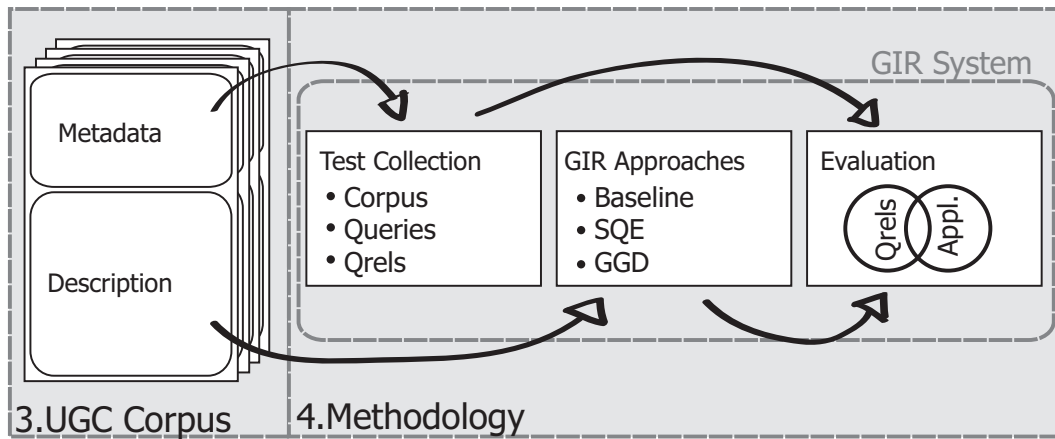 GIR System
Metadata
Description
Test Collection
• Corpus
• Queries
• Qrels
GIR Approaches
• Baseline
• SQE
• GGD
Evaluation
Qrels
Appl.
3.UGC Corpus
4.Methodology